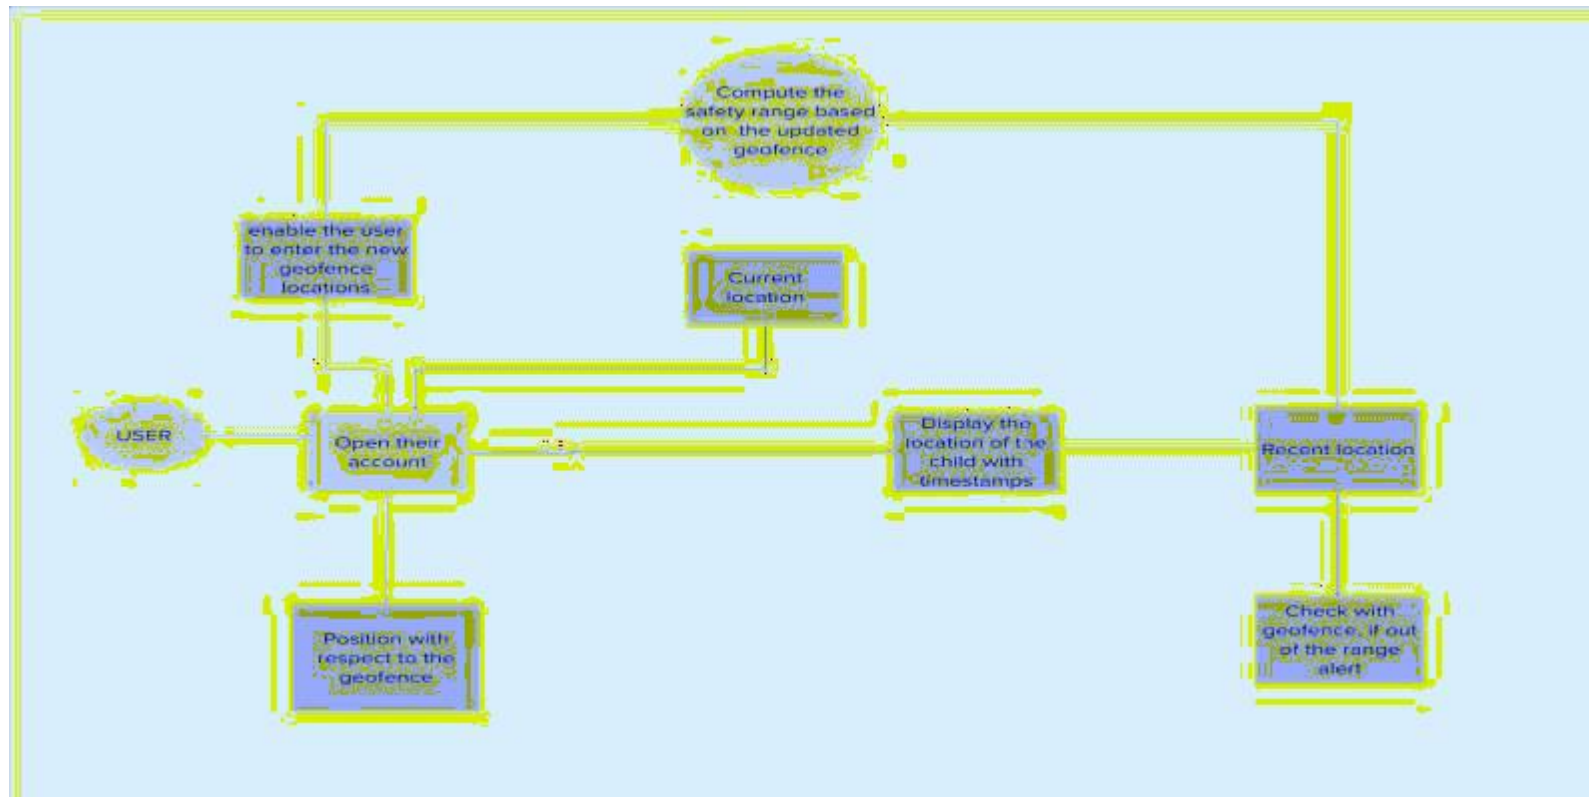 Compute the
safety range based
on the updated
geofence
enable the user
to enter the new
geofence
locations
Current
location
USER
Open their
account
Display the
location of the
child with
timestamps
Recent location
Position with
respect to the
geofence
Check with
geofence, if out
of the range
alert